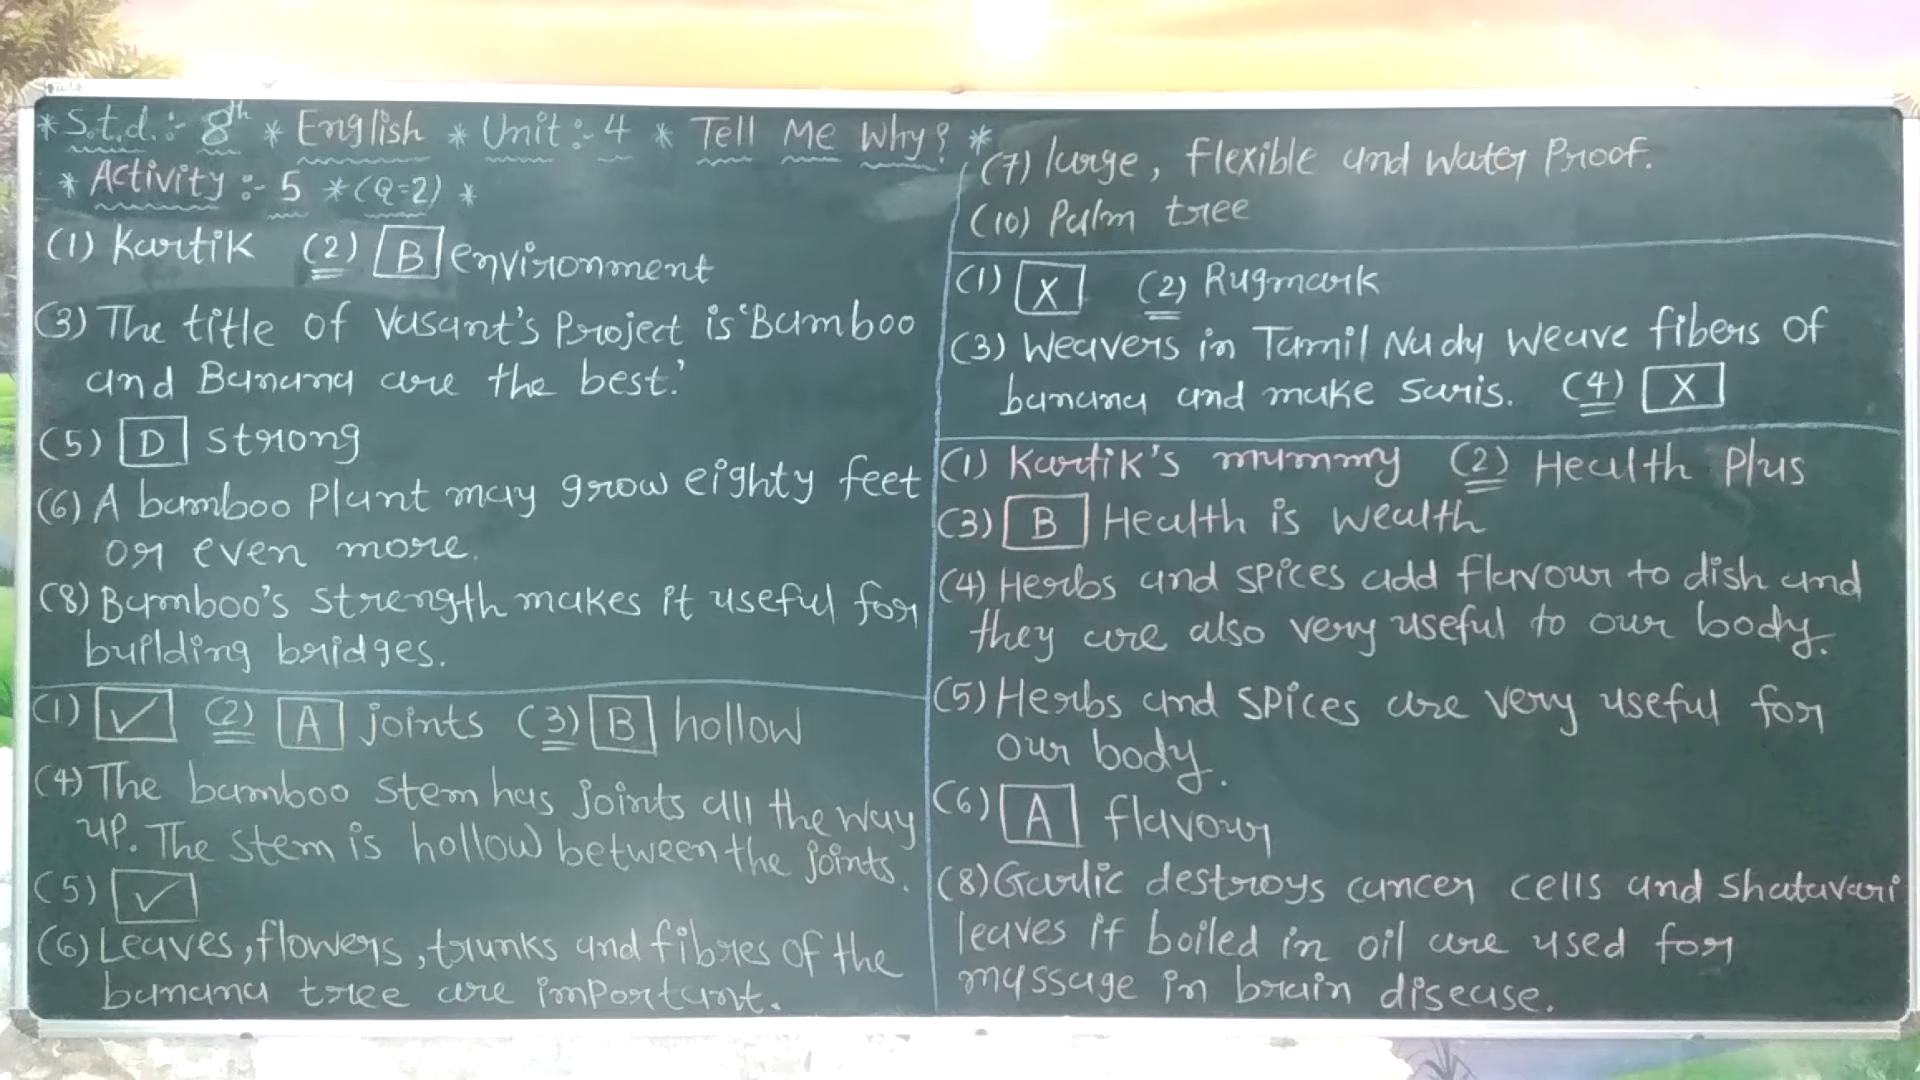 * S.t.d.:- 8th * English * Unit:- 4 * Tell Me Why? *
* Activity :- 5 * (Q=2) *
(1) Kartik (2) B environment
(3) The title of Vasant's Project is 'Bamboo
and Banana are the best.'
(5) D strong
(6) A bamboo Plant may grow eighty feet
or even more.
(8) Bamboo's strength makes it useful for
building bridges.
(1) ✓ (2) A joints (3) B hollow
(4) The bamboo stem has joints all the way
up. The stem is hollow between the joints.
(5) ✓
(6) Leaves, flowers, trunks and fibres of the
banana tree are important.
(7) large, flexible and water Proof.
(10) Palm tree
(1) X (2) Rugmark
(3) Weavers in Tamil Nadu weave fibers of
banana and make saris. (4) X
(1) Kartik's mummy (2) Health Plus
(3) B Health is wealth
(4) Herbs and spices add flavour to dish and
they are also very useful to our body.
(5) Herbs and spices are very useful for
our body.
(6) A flavour
(8) Garlic destroys cancer cells and shatavari
leaves if boiled in oil are used for
massage in brain disease.